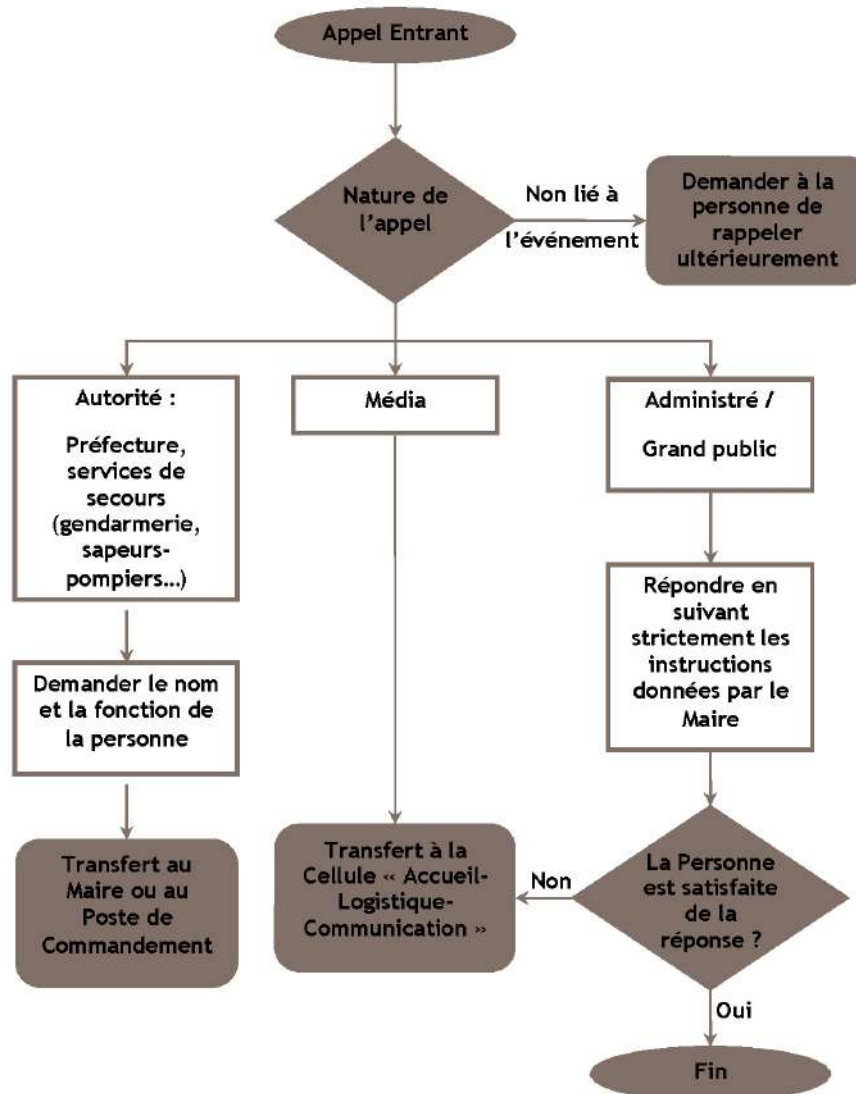 Appel Entrant
Nature de
l'appel
Non lié à
l'événement
Demander à la
personne de
rappeler
ultérieurement
Autorité :
Préfecture,
services de
secours
(gendarmerie,
sapeurs-
pompiers...)
Média
Administré /
Grand public
Demander le nom
et la fonction de
la personne
Répondre en
suivant
strictement les
instructions
données par le
Maire
Transfert au
Maire ou au
Poste de
Commandement
Transfert à la
Cellule « Accueil-
Logistique-
Communication »
Non
La Personne
est satisfaite
de la
réponse ?
Oui
Fin